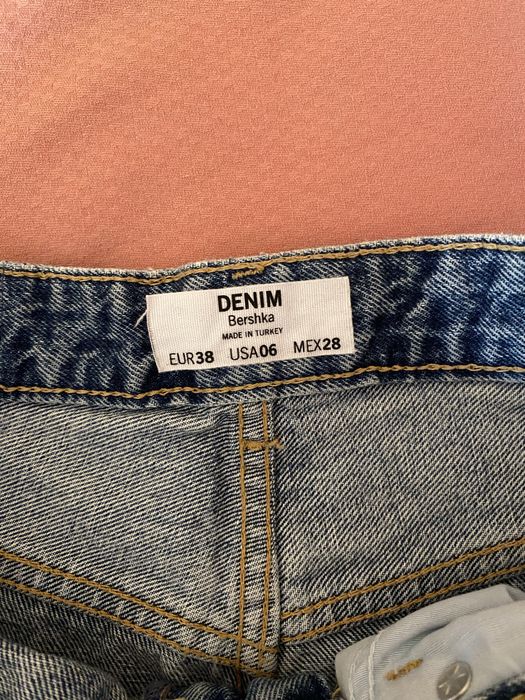 DENIM
Bershka
MADE IN TURKEY
EUR38 USA06 MEX28